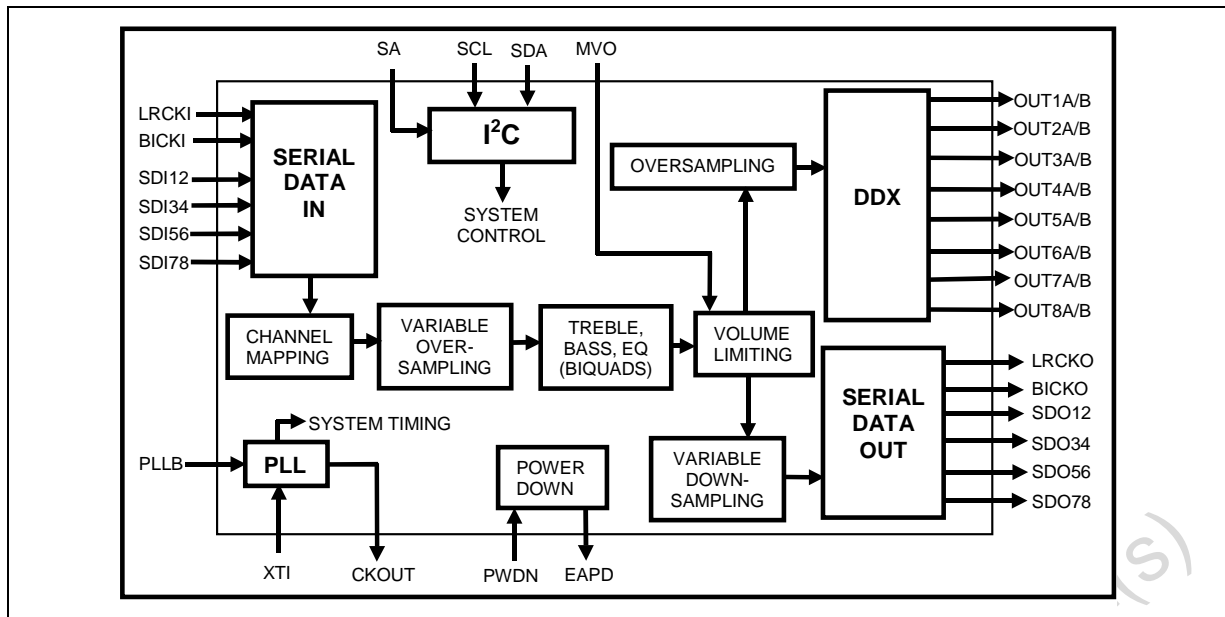 SA
SCL
SDA
MVO
LRCKI
BICKI
SDI12
SDI34
SDI56
SDI78
SERIAL
DATA
IN
I²C
SYSTEM
CONTROL
OVERSAMPLING
DDX
OUT1A/B
OUT2A/B
OUT3A/B
OUT4A/B
OUT5A/B
OUT6A/B
OUT7A/B
OUT8A/B
CHANNEL
MAPPING
VARIABLE
OVER-
SAMPLING
TREBLE,
BASS, EQ
(BIQUADS)
VOLUME
LIMITING
SERIAL
DATA
OUT
LRCKO
BICKO
SDO12
SDO34
SDO56
SDO78
SYSTEM TIMING
PLLB
PLL
POWER
DOWN
VARIABLE
DOWN-
SAMPLING
XTI
CKOUT
PWDN
EAPD
(s)